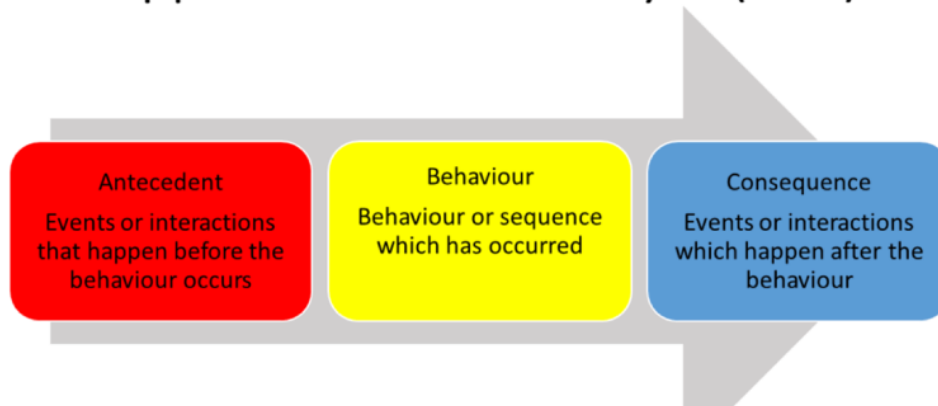 Antecedent
Events or interactions
that happen before the
behaviour occurs
Behaviour
Behaviour or sequence
which has occurred
Consequence
Events or interactions
which happen after the
behaviour